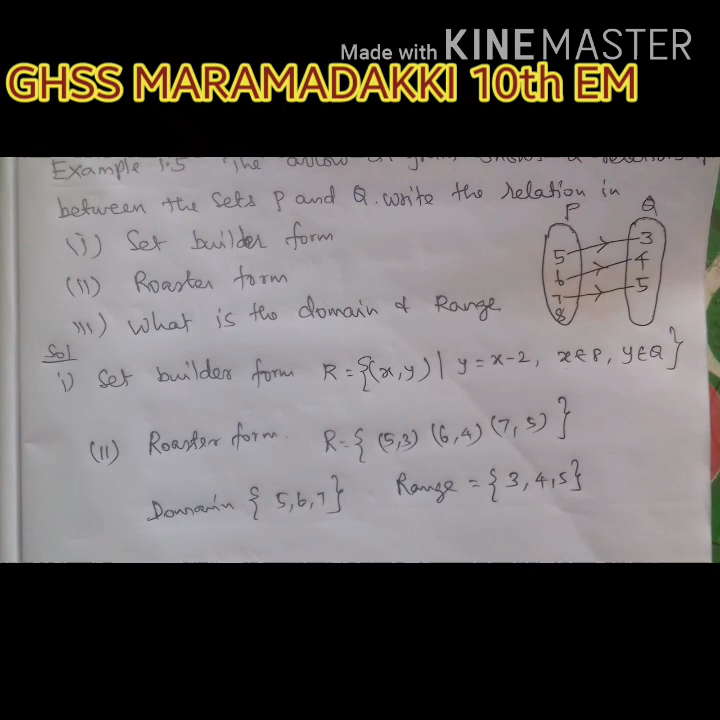 Made with KINEMASTER
GHSS MARAMADAKKI 10th EM
Example 1.5 The arrow shows a
between the sets P and Q. write the relation in
P Q
(i) Set builder form
(ii) Roaster form
iii) What is the domain & Range
5 3
6 4
7 5
8
Sol
i) Set builder form R = {(x,y) | y = x-2, x∈P, y∈Q}
(ii) Roaster form. R = { (5,3) (6,4) (7,5) }
Domain { 5,6,7} Range = { 3,4,5}